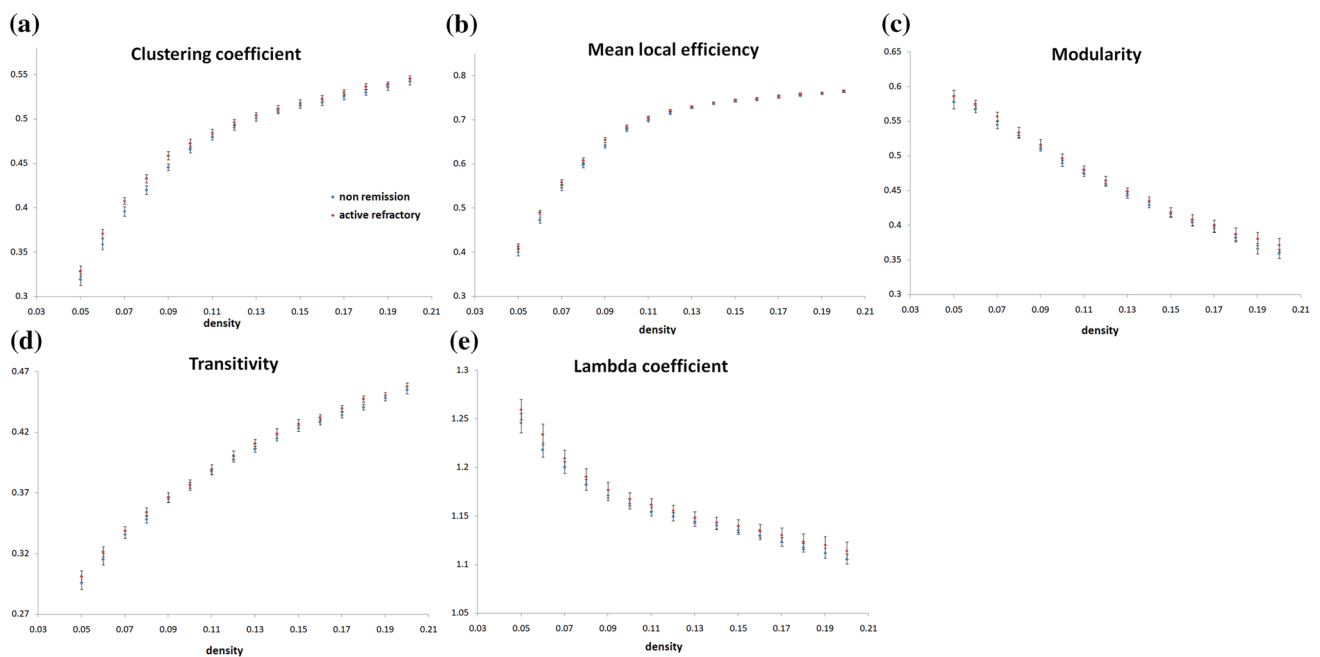 (a)
Clustering coefficient
0.55
0.5
0.45
0.4
0.35
0.3
non remission
active refractory
0.03 0.05 0.07 0.09 0.11 0.13 0.15 0.17 0.19 0.21
density
(b)
Mean local efficiency
0.8
0.7
0.6
0.5
0.4
0.3
0.03 0.05 0.07 0.09 0.11 0.13 0.15 0.17 0.19 0.21
density
(c)
Modularity
0.65
0.6
0.55
0.5
0.45
0.4
0.35
0.3
0.03 0.05 0.07 0.09 0.11 0.13 0.15 0.17 0.19 0.21
density
(d)
Transitivity
0.47
0.42
0.37
0.32
0.27
0.03 0.05 0.07 0.09 0.11 0.13 0.15 0.17 0.19 0.21
density
(e)
Lambda coefficient
1.3
1.25
1.2
1.15
1.1
1.05
0.03 0.05 0.07 0.09 0.11 0.13 0.15 0.17 0.19 0.21
density